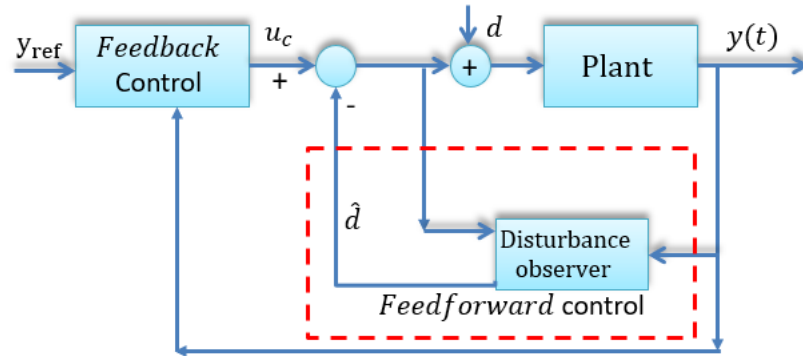 y_ref
Feedback
Control
u_c
+
-
+
d
Plant
y(t)
d̂
Disturbance
observer
Feedforward control